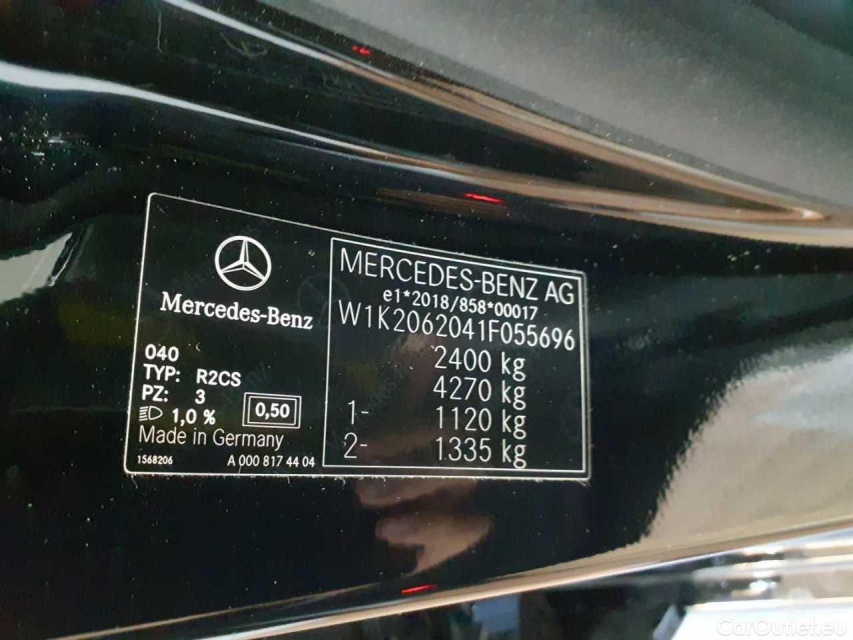 Mercedes-Benz
040
TYP: R2CS
PZ: 3
1,0 % 0,50
Made in Germany
1568206 A 000 817 44 04
MERCEDES-BENZ AG
e1*2018/858*00017
W1K2062041F055696
2400 kg
4270 kg
1- 1120 kg
2- 1335 kg
CarOutlet.eu